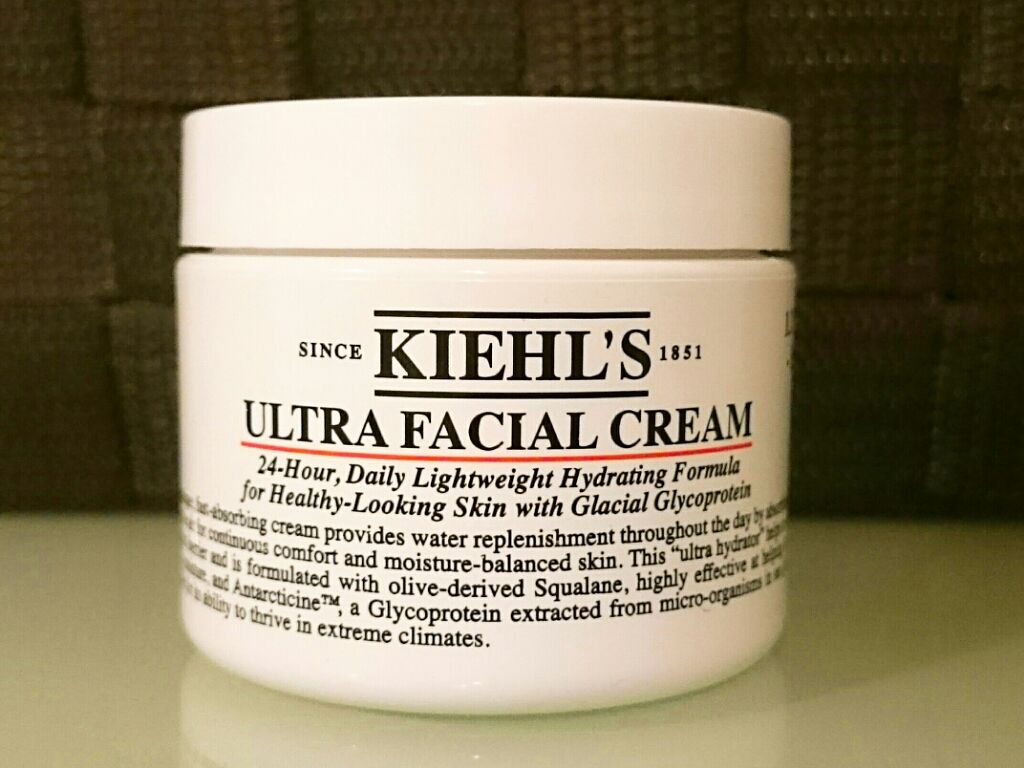 SINCE KIEHL'S 1851
ULTRA FACIAL CREAM
24-Hour, Daily Lightweight Hydrating Formula
for Healthy-Looking Skin with Glacial Glycoprotein
fast-absorbing cream provides water replenishment throughout the day by
for continuous comfort and moisture-balanced skin. This "ultra hydrator"
and is formulated with olive-derived Squalane, highly effective at
and Antarcticine™, a Glycoprotein extracted from micro-organisms
ability to thrive in extreme climates.